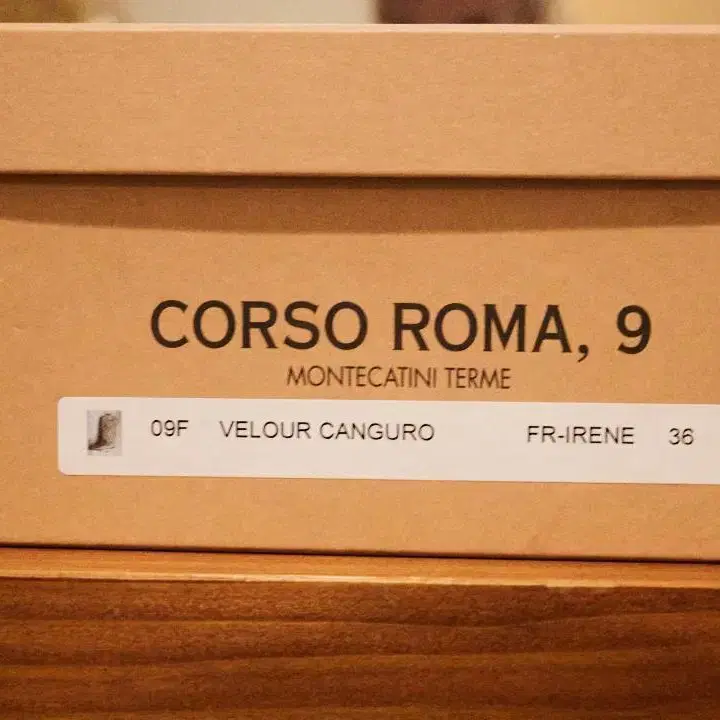 CORSO ROMA, 9
MONTECATINI TERME
09F VELOUR CANGURO FR-IRENE 36